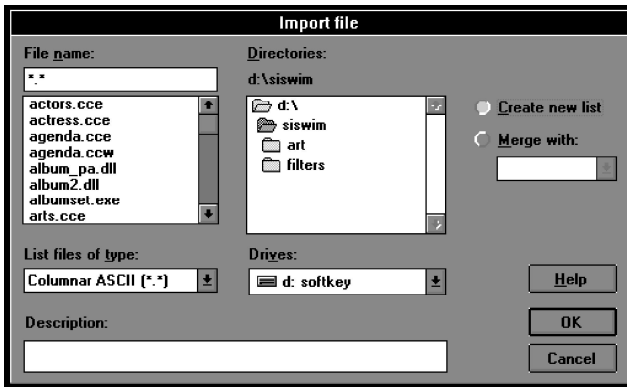 Import file
File name:
*.*
actors.cce
actress.cce
agenda.cce
agenda.ccw
album_pa.dll
album2.dll
albumset.exe
arts.cce
List files of type:
Columnar ASCII (*.*)
Directories:
d:\siswim
d:\
siswim
art
filters
Drives:
d: softkey
Create new list
Merge with:
Description:
Help
OK
Cancel